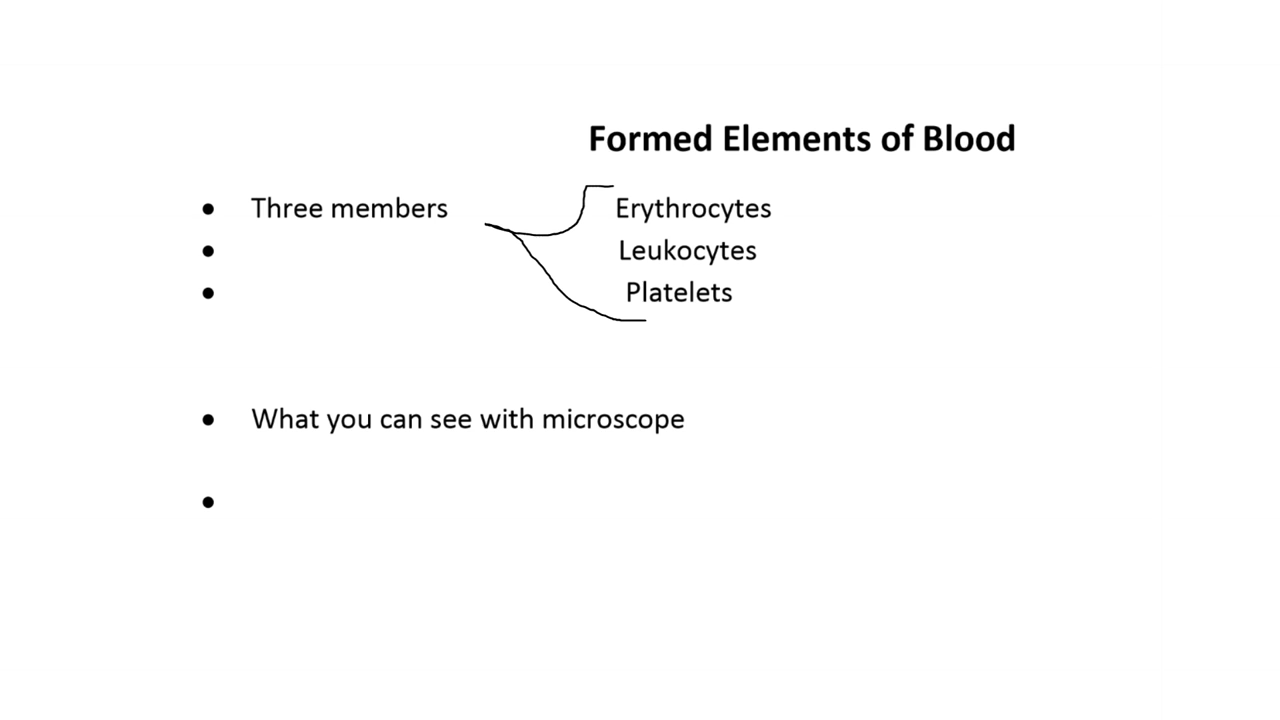 Formed Elements of Blood
• Three members Erythrocytes
• Leukocytes
• Platelets
• What you can see with microscope
•